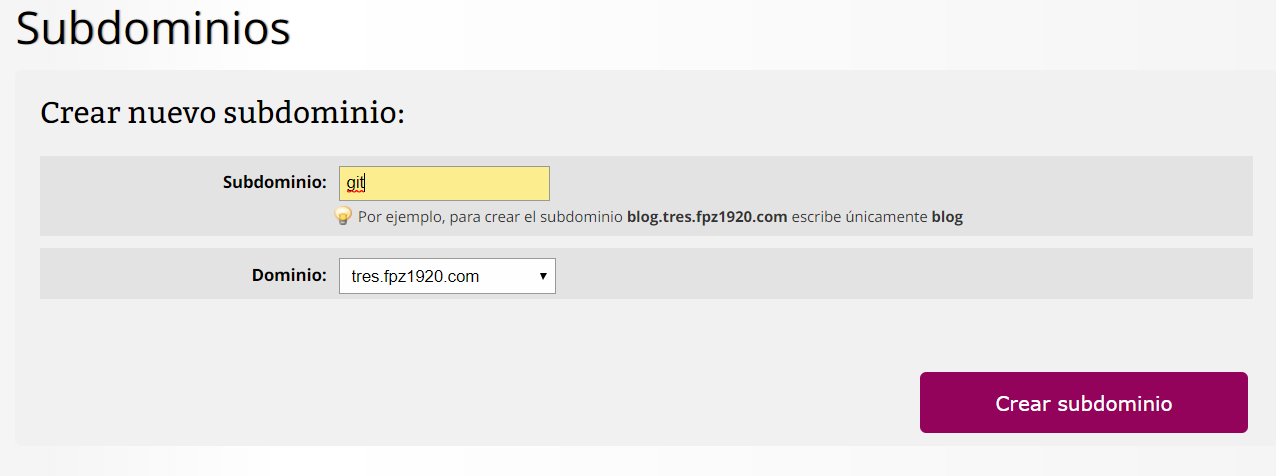 Subdominios
Crear nuevo subdominio:
Subdominio: git
Por ejemplo, para crear el subdominio blog.tres.fpz1920.com escribe únicamente blog
Dominio: tres.fpz1920.com
Crear subdominio